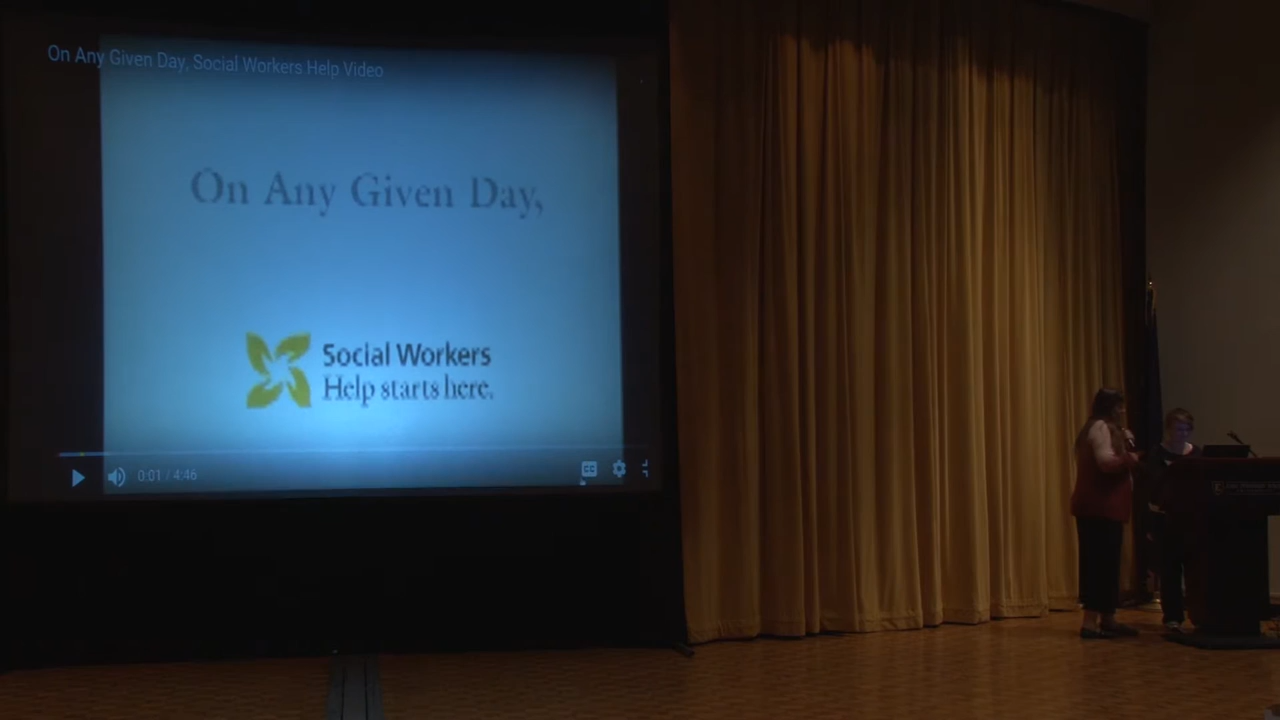 On Any Given Day, Social Workers Help Video
On Any Given Day,
Social Workers
Help starts here.
0:01 / 4:46
CC